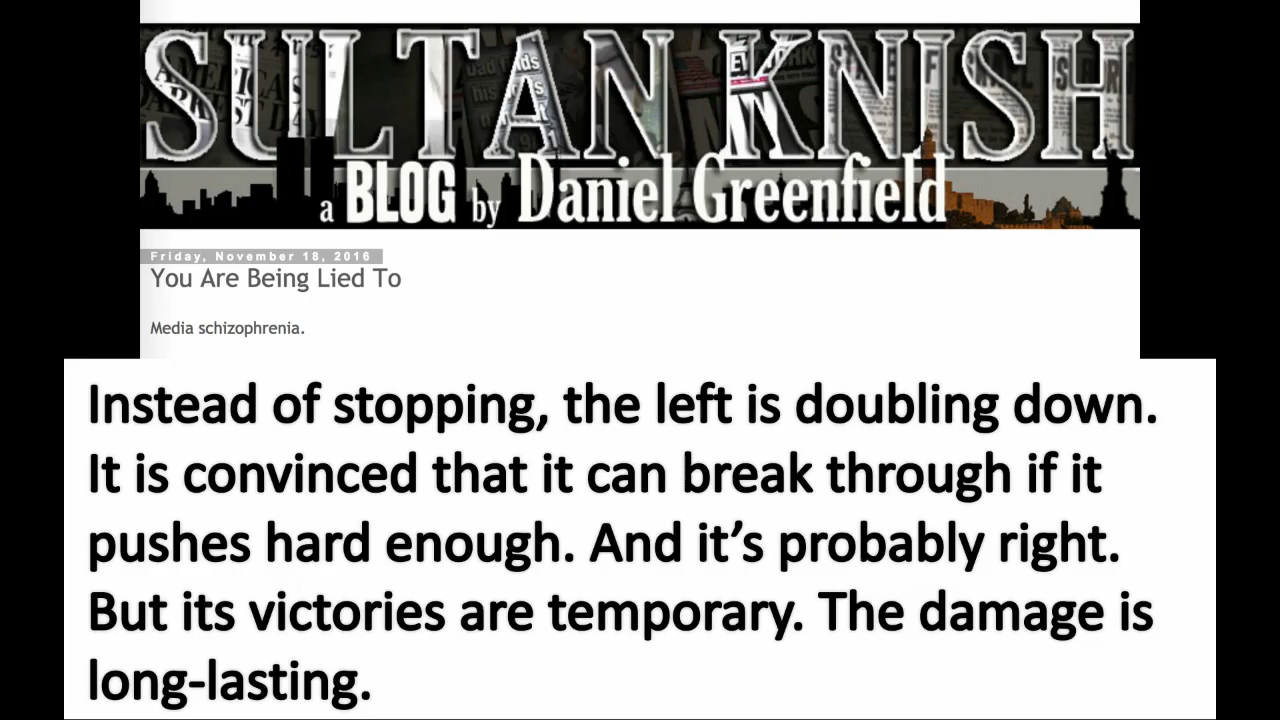 SULTAN KNISH
a BLOG by Daniel Greenfield
Friday, November 18, 2016
You Are Being Lied To
Media schizophrenia.
Instead of stopping, the left is doubling down.
It is convinced that it can break through if it
pushes hard enough. And it’s probably right.
But its victories are temporary. The damage is
long-lasting.